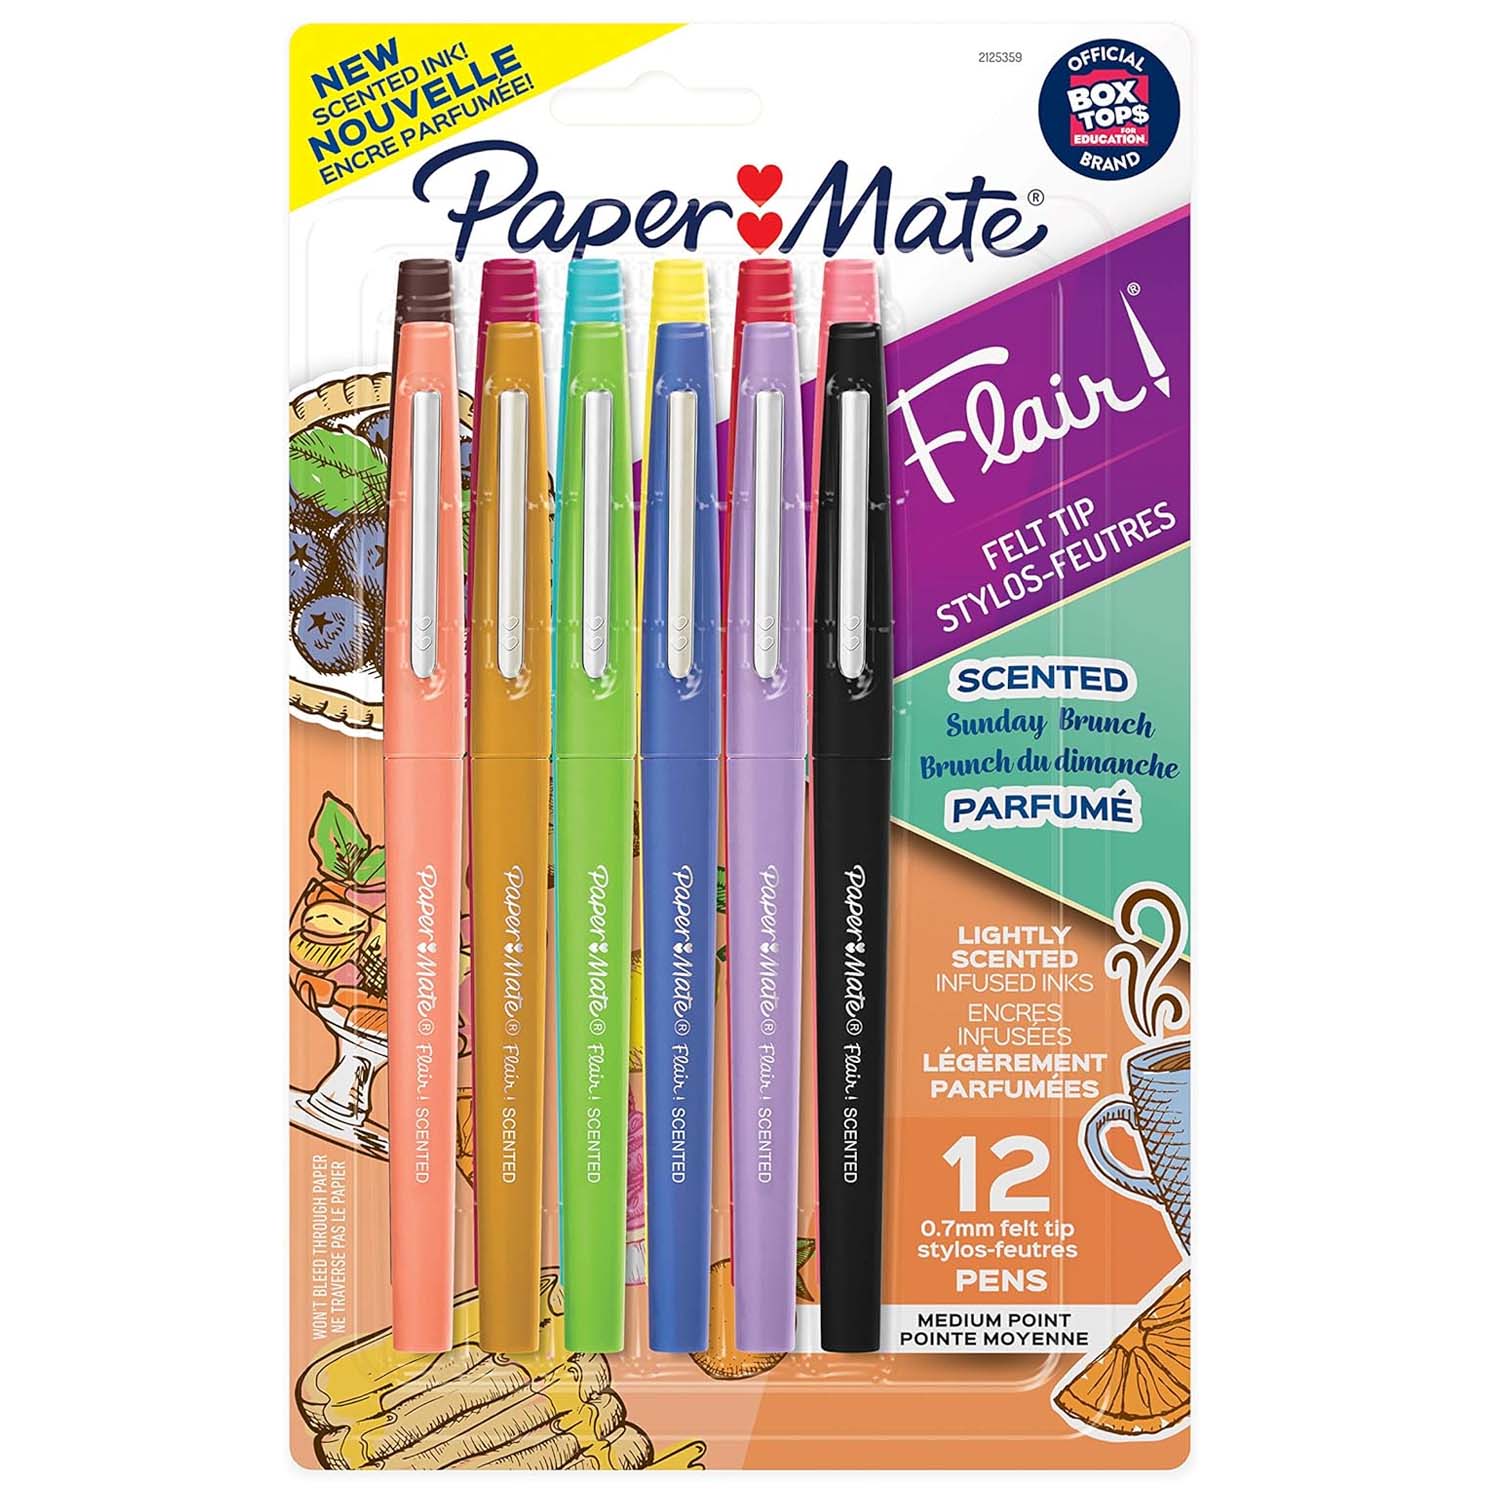 NEW
SCENTED INK!
NOUVELLE
ENCRE PARFUMÉE!
2125359
OFFICIAL
BOX
TOP$
FOR
EDUCATION
BRAND
Paper Mate®
Flair!®
FELT TIP
STYLOS-FEUTRES
SCENTED
Sunday Brunch
Brunch du dimanche
PARFUMÉ
LIGHTLY
SCENTED
INFUSED INKS
ENCRES
INFUSÉES
LÉGÈREMENT
PARFUMÉES
12
0.7mm felt tip
stylos-feutres
PENS
MEDIUM POINT
POINTE MOYENNE
WON'T BLEED THROUGH PAPER
NE TRAVERSE PAS LE PAPIER
Paper Mate® Flair! SCENTED
Paper Mate® Flair! SCENTED
Paper Mate® Flair! SCENTED
Paper Mate® Flair! SCENTED
Paper Mate® Flair! SCENTED
Paper Mate® Flair! SCENTED